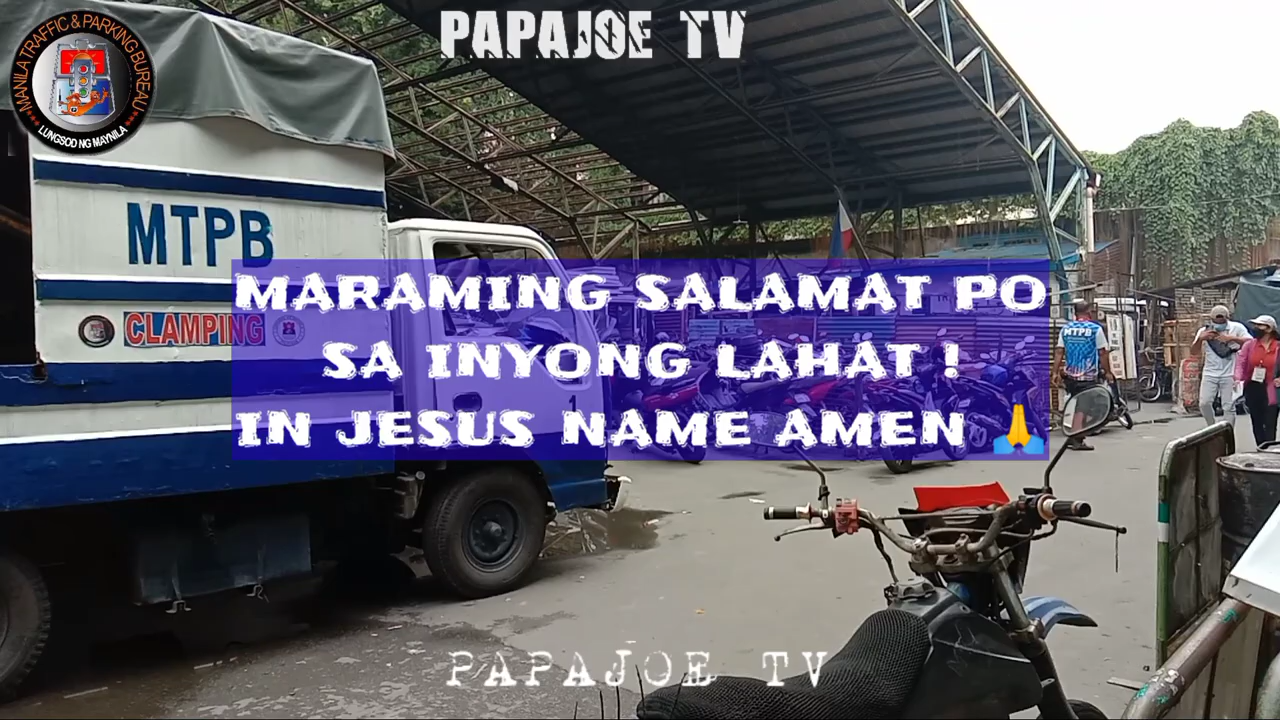 PAPAJOE TV
MANILA TRAFFIC & PARKING BUREAU
LUNGSOD NG MAYNILA
MTPB
CLAMPING
MARAMING SALAMAT PO
SA INYONG LAHAT !
IN JESUS NAME AMEN 🙏
1
MTPB
PAPAJOE TV